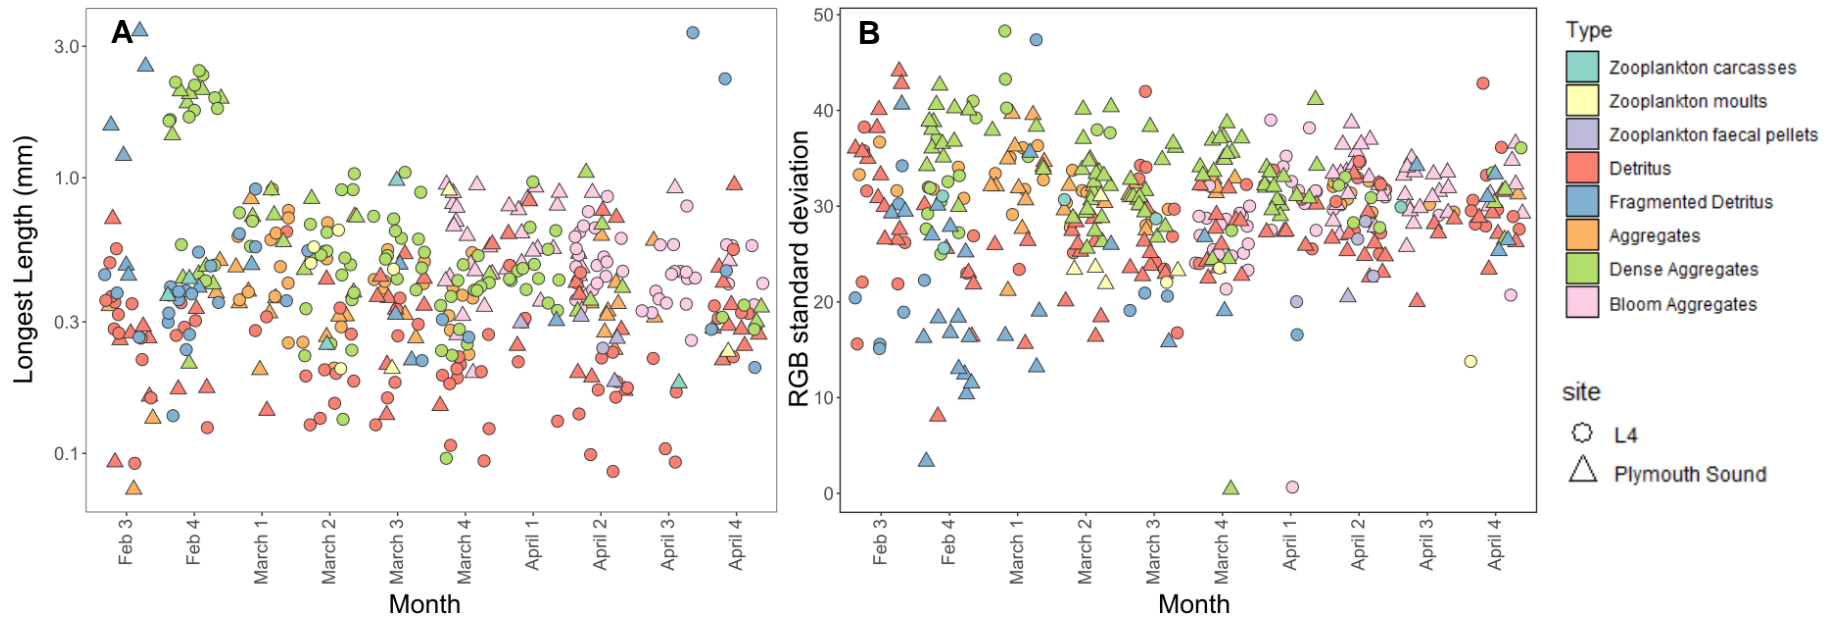 A
Longest Length (mm)
3.0
1.0
0.3
0.1
Feb 3
Feb 4
March 1
March 2
March 3
March 4
April 1
April 2
April 3
April 4
Month
B
RGB standard deviation
50
40
30
20
10
0
Feb 3
Feb 4
March 1
March 2
March 3
March 4
April 1
April 2
April 3
April 4
Month
Type
Zooplankton carcasses
Zooplankton moults
Zooplankton faecal pellets
Detritus
Fragmented Detritus
Aggregates
Dense Aggregates
Bloom Aggregates
site
L4
Plymouth Sound